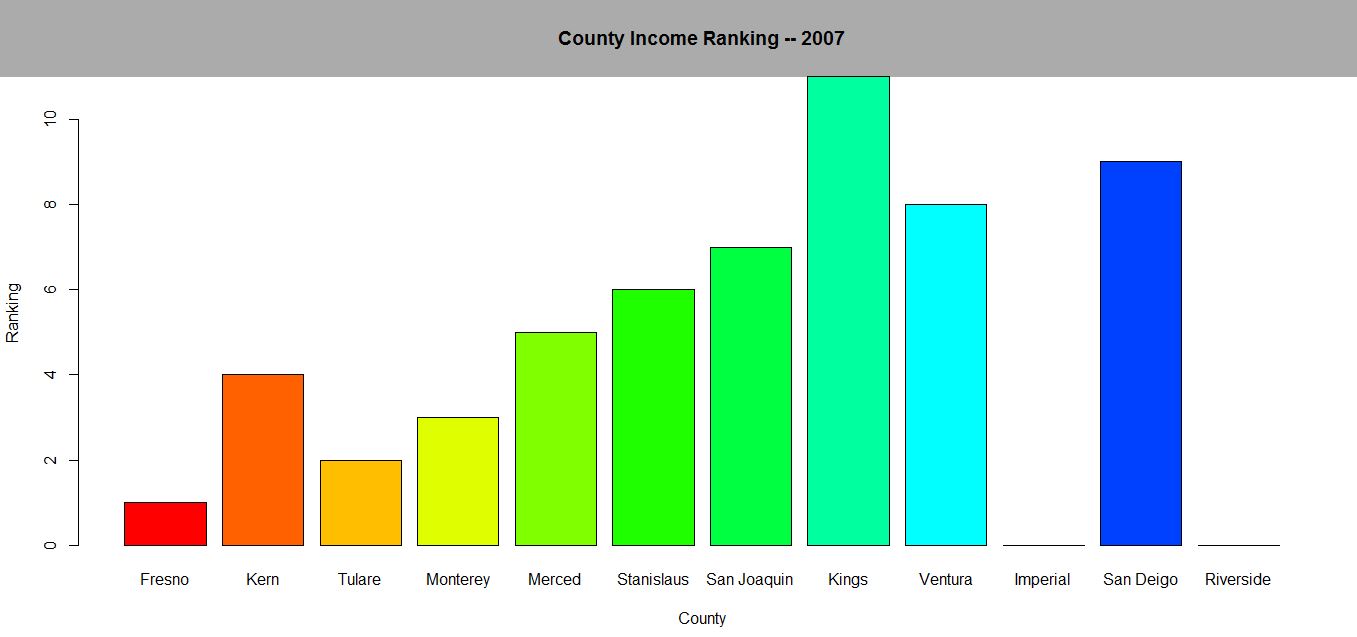 County Income Ranking -- 2007
10
8
6
4
2
0
Ranking
Fresno Kern Tulare Monterey Merced Stanislaus San Joaquin Kings Ventura Imperial San Deigo Riverside
County